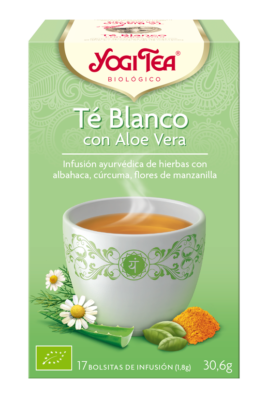 YOGI TEA®
BIOLÓGICO
Té Blanco
con Aloe Vera
Infusión ayurvédica de hierbas con
albahaca, cúrcuma, flores de manzanilla
17 BOLSITAS DE INFUSIÓN (1,8g) 30,6g